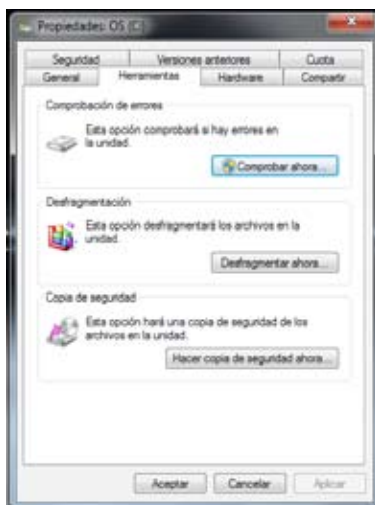 Propiedades: OS (C:)
Seguridad Versiones anteriores Cuota
General Herramientas Hardware Compartir
Comprobación de errores
Esta opción comprobará si hay errores en
la unidad.
Comprobar ahora...
Desfragmentación
Esta opción desfragmentará los archivos en la
unidad.
Desfragmentar ahora...
Copia de seguridad
Esta opción hará una copia de seguridad de los
archivos en la unidad.
Hacer copia de seguridad ahora...
Aceptar Cancelar Aplicar